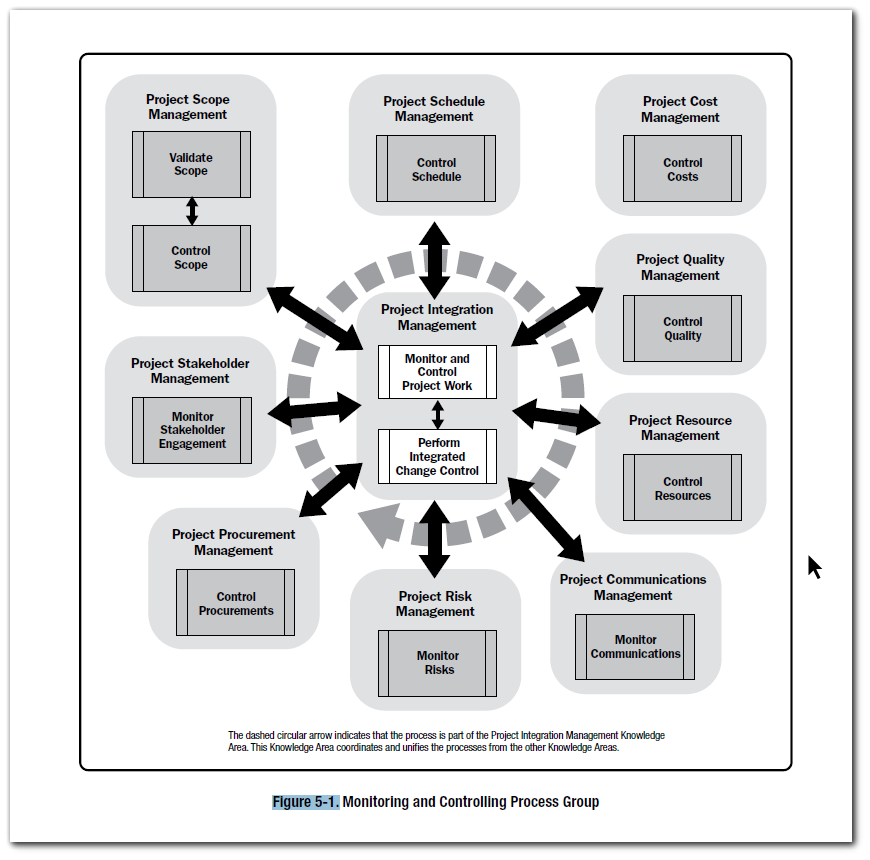 Project Scope
Management
Validate
Scope
Control
Scope
Project Schedule
Management
Control
Schedule
Project Cost
Management
Control
Costs
Project Quality
Management
Control
Quality
Project Integration
Management
Monitor and
Control
Project Work
Perform
Integrated
Change Control
Project Stakeholder
Management
Monitor
Stakeholder
Engagement
Project Resource
Management
Control
Resources
Project Procurement
Management
Control
Procurements
Project Risk
Management
Monitor
Risks
Project Communications
Management
Monitor
Communications
The dashed circular arrow indicates that the process is part of the Project Integration Management Knowledge
Area. This Knowledge Area coordinates and unifies the processes from the other Knowledge Areas.
Figure 5-1. Monitoring and Controlling Process Group